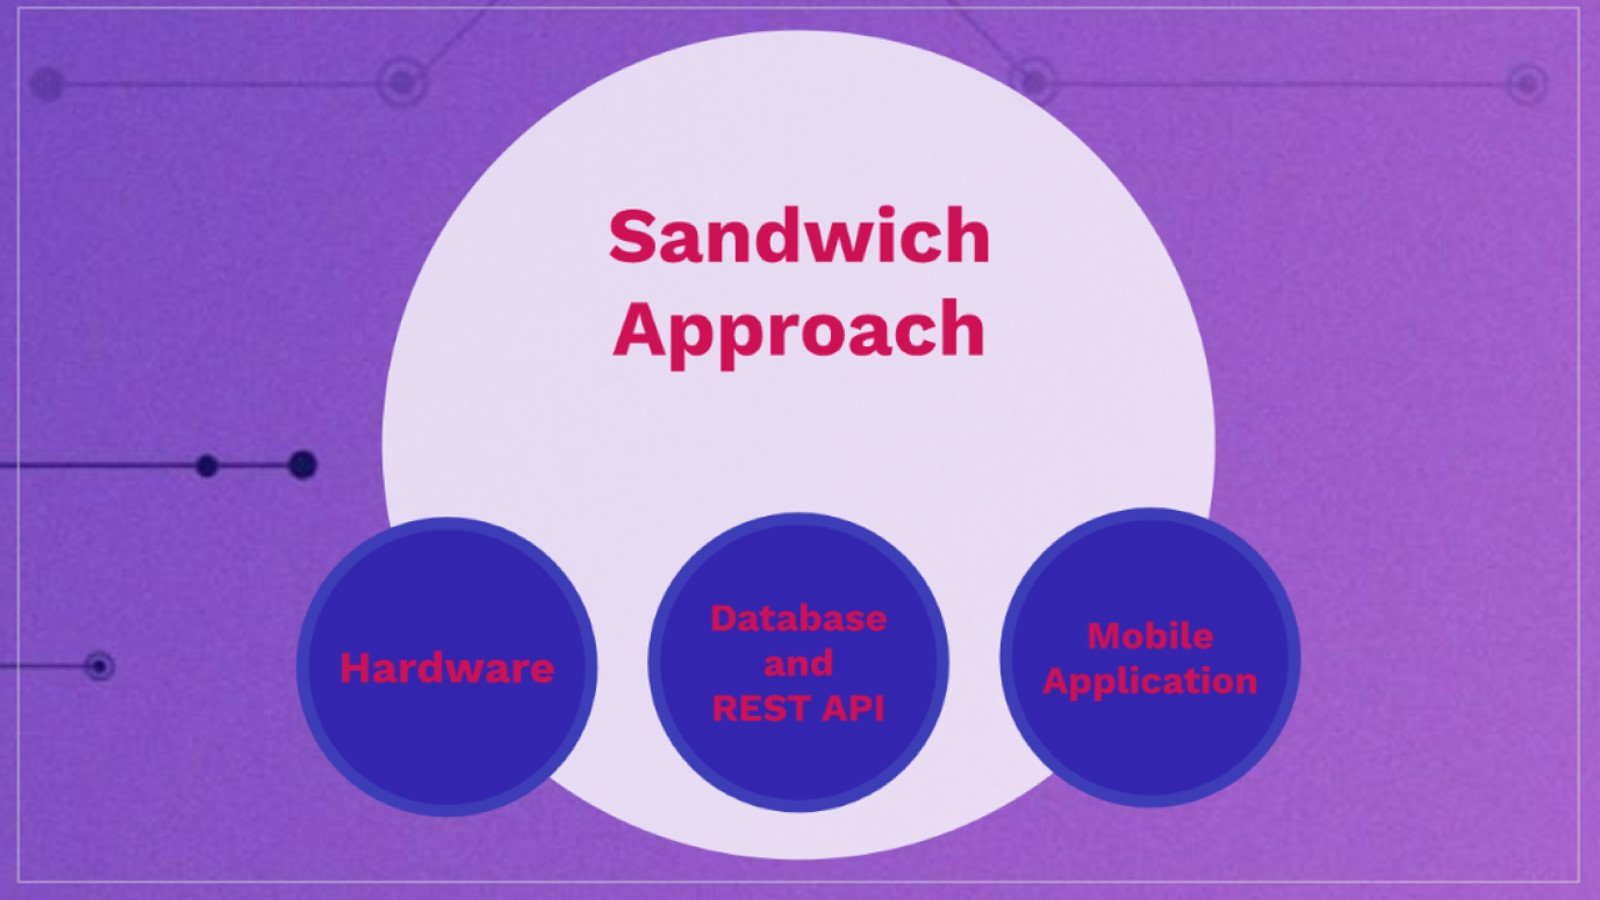 Sandwich
Approach
Hardware
Database
and
REST API
Mobile
Application